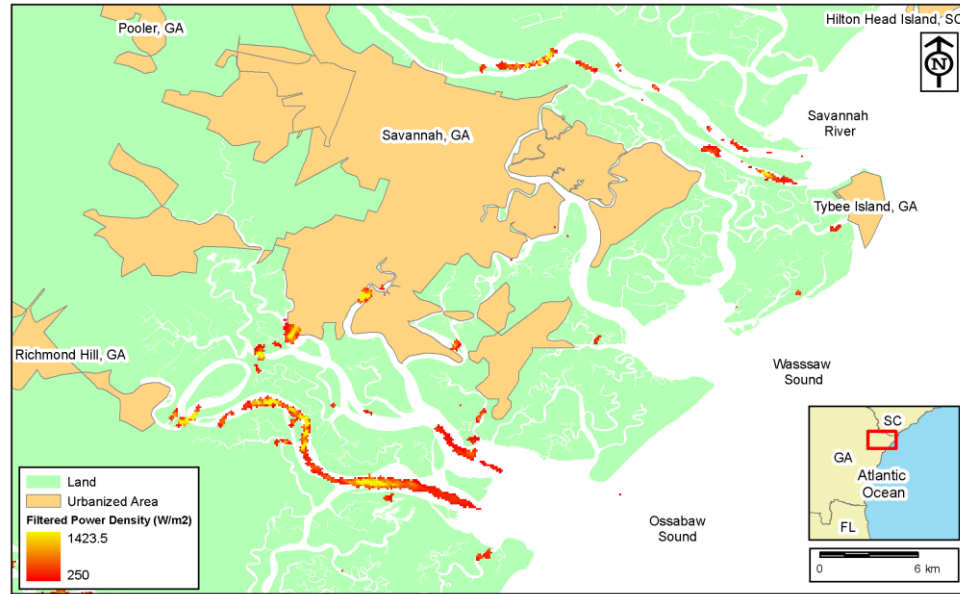 Pooler, GA
Hilton Head Island, SC
N
Savannah, GA
Savannah
River
Tybee Island, GA
Richmond Hill, GA
Wasssaw
Sound
SC
GA
Atlantic
Ocean
FL
Land
Urbanized Area
Filtered Power Density (W/m2)
1423.5
250
Ossabaw
Sound
0
6 km